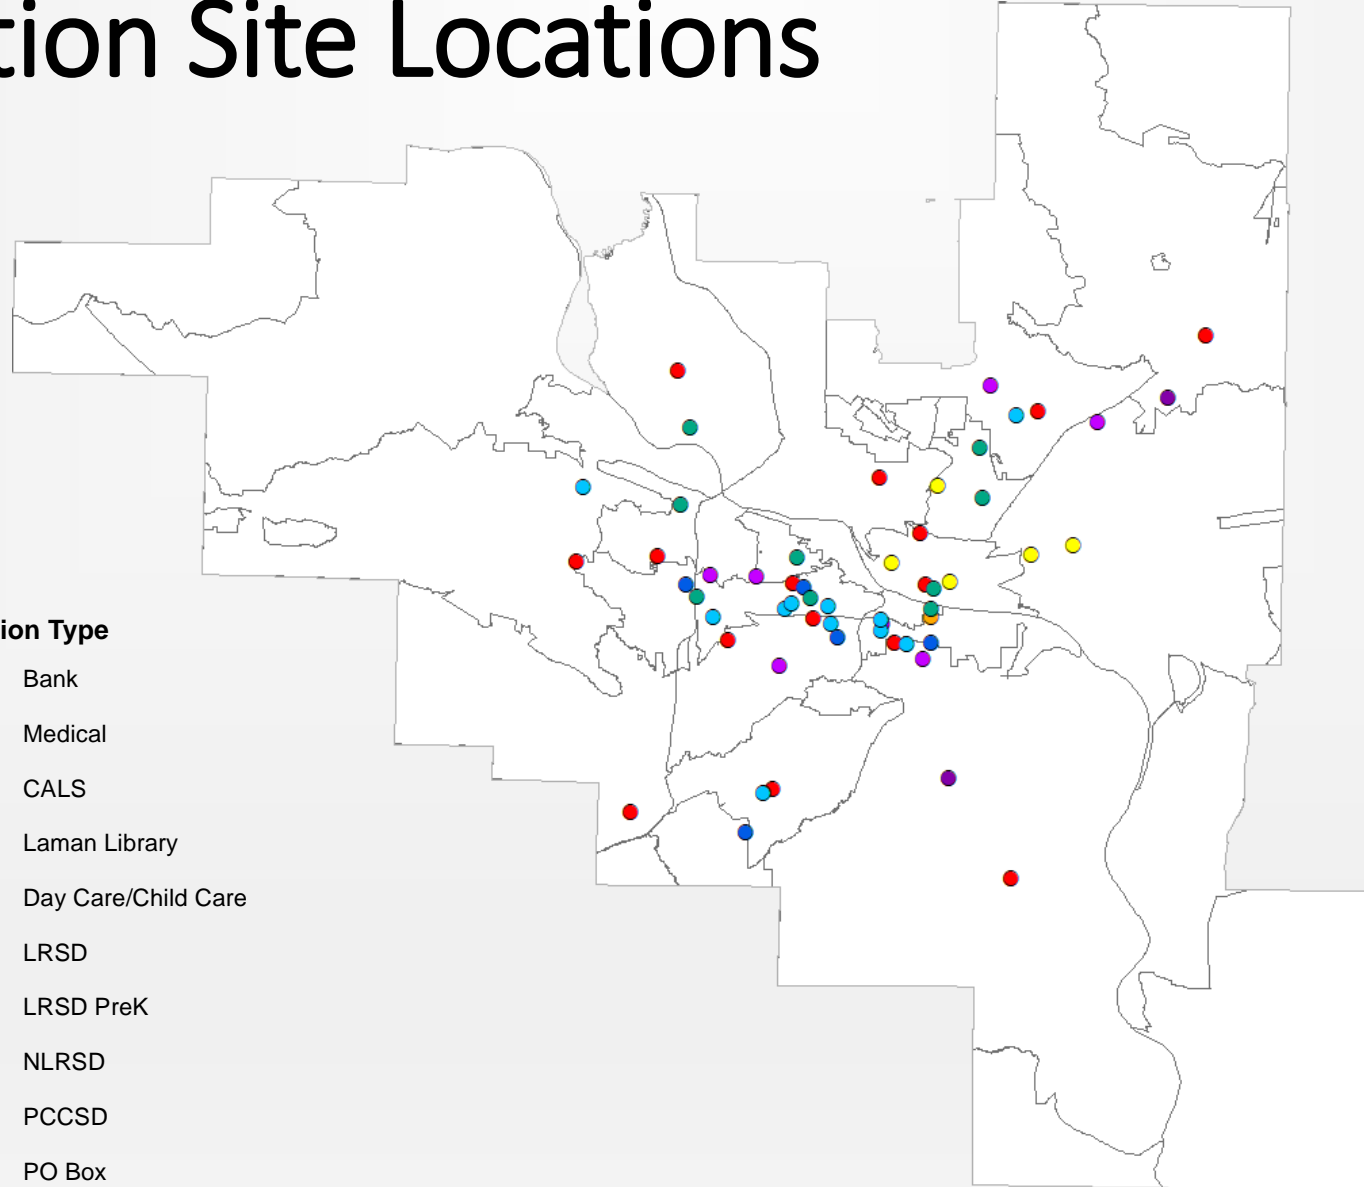 tion Site Locations
ion Type
Bank
Medical
CALS
Laman Library
Day Care/Child Care
LRSD
LRSD PreK
NLRSD
PCCSD
PO Box